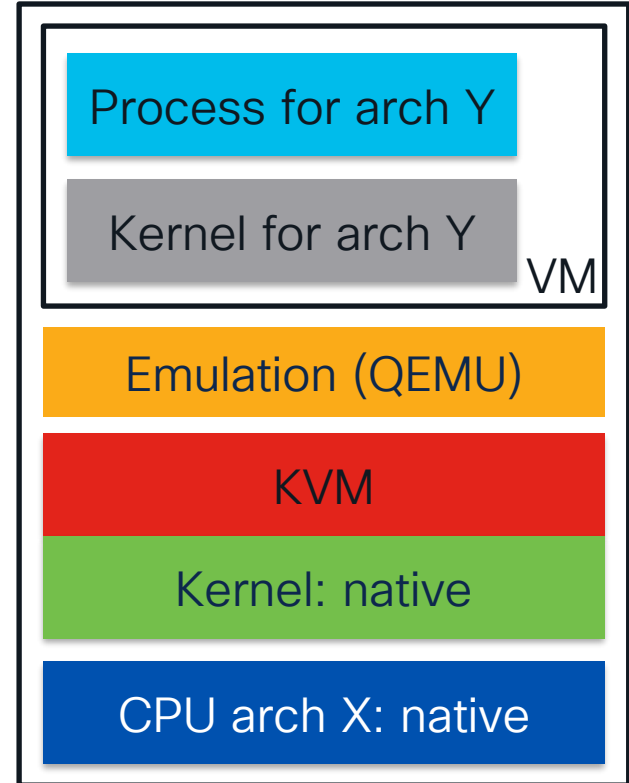 Process for arch Y
Kernel for arch Y
VM
Emulation (QEMU)
KVM
Kernel: native
CPU arch X: native